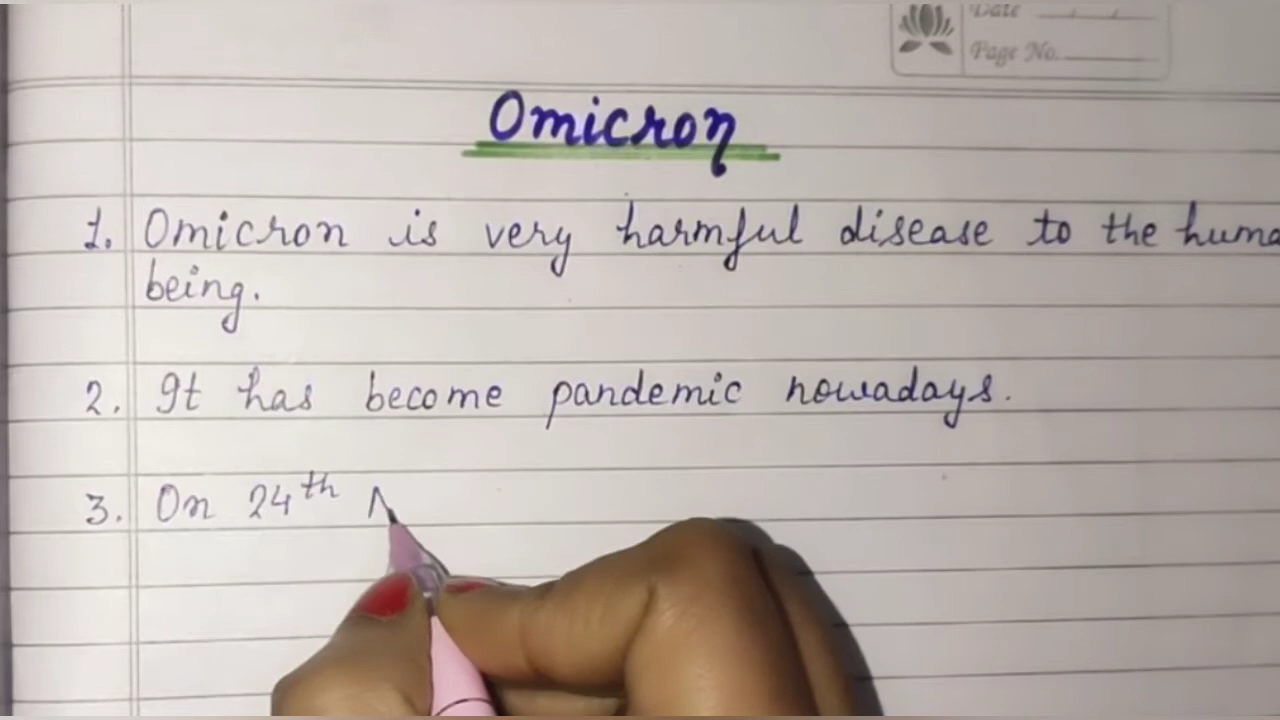 Date
Page No.
Omicron
1. Omicron is very harmful disease to the huma
being.
2. It has become pandemic nowadays.
3. On 24th N